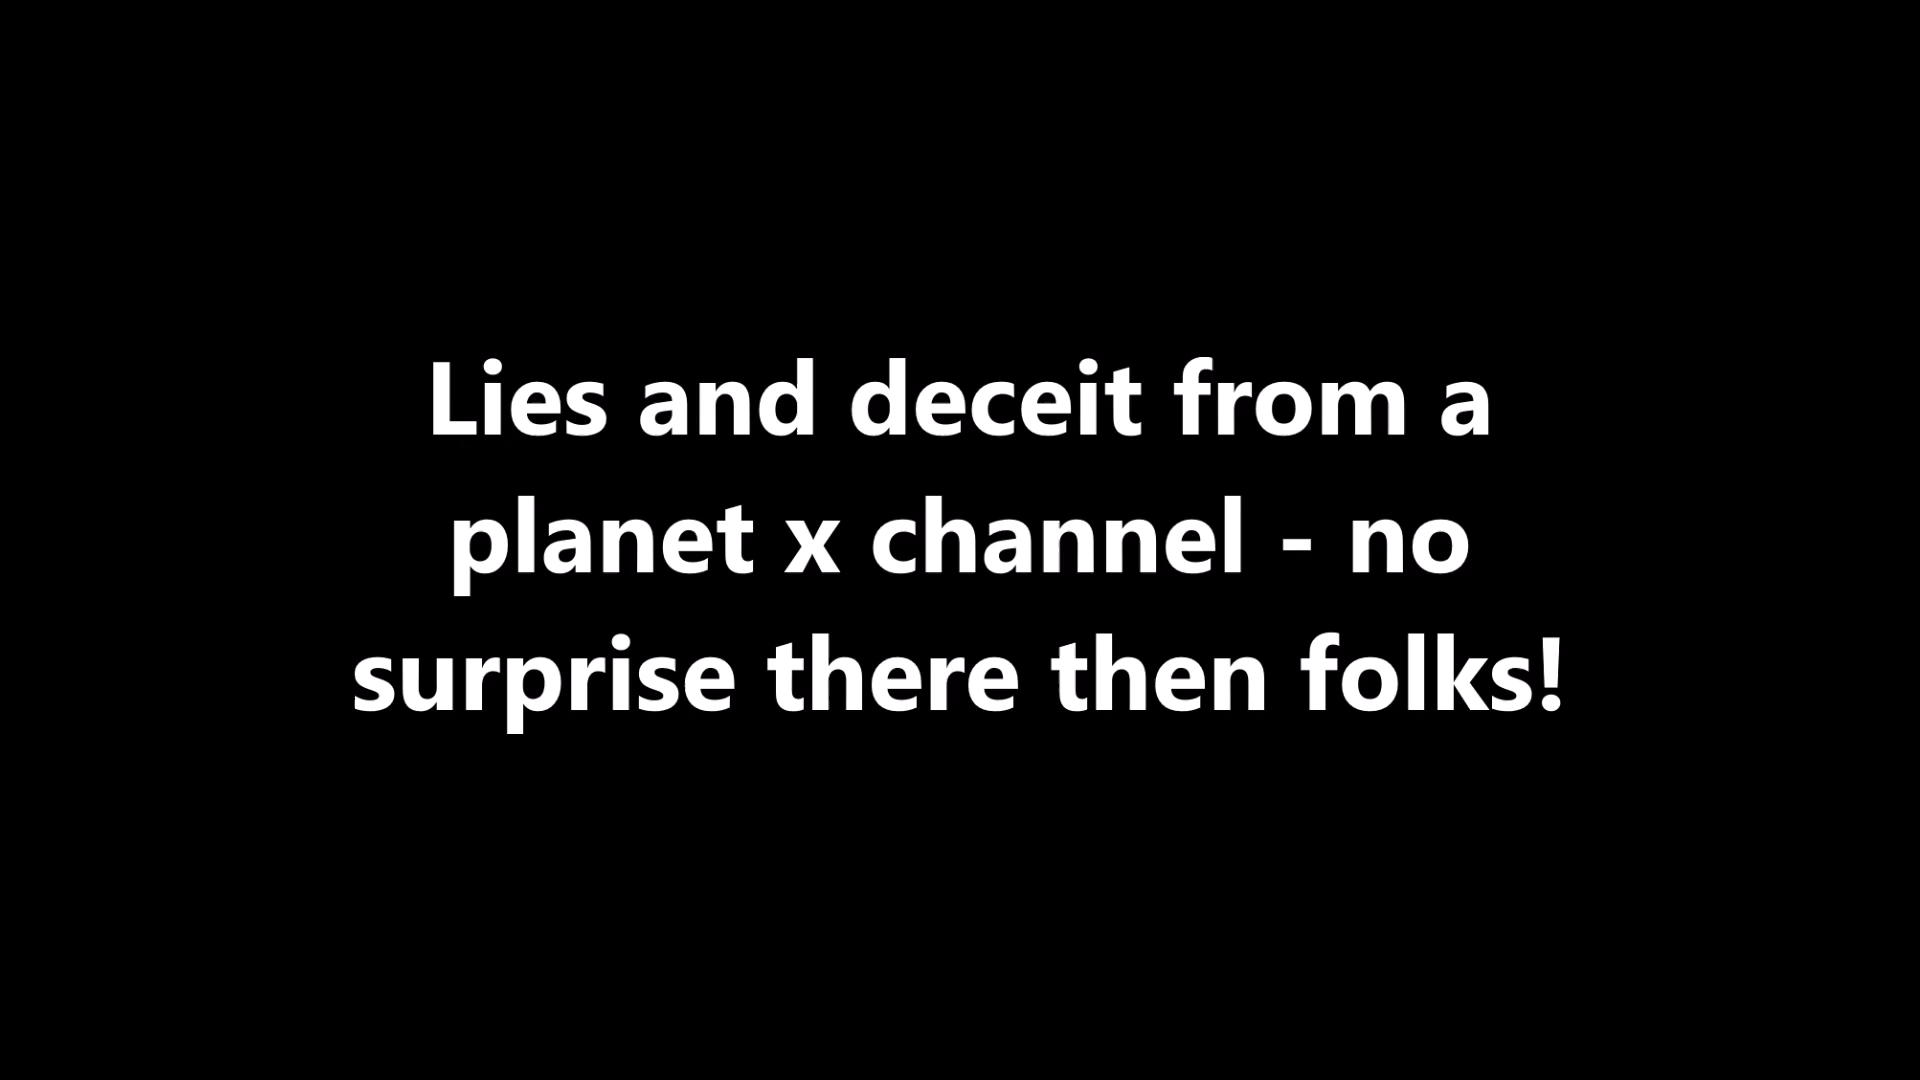 Lies and deceit from a
planet x channel - no
surprise there then folks!